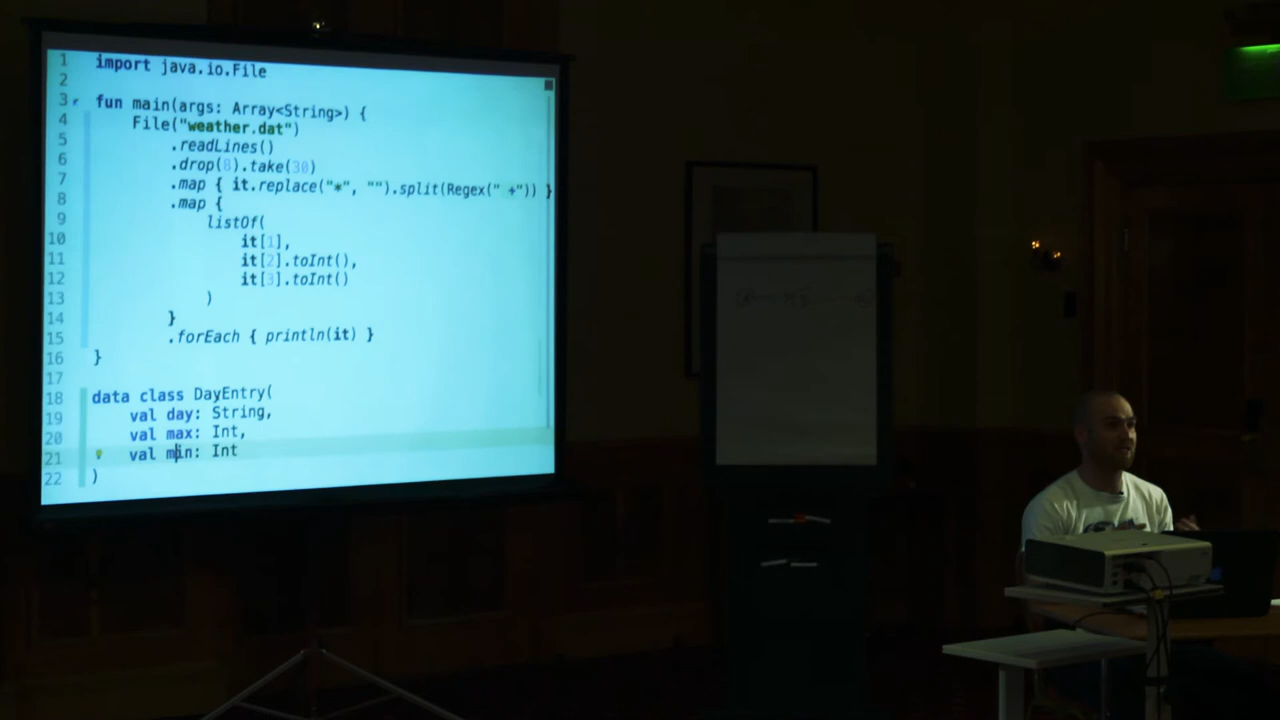 1 import java.io.File
2
3 fun main(args: Array<String>) {
4 File("weather.dat")
5 .readLines()
6 .drop(8).take(30)
7 .map { it.replace("*", "").split(Regex(" +")) }
8 .map {
9 listOf(
10 it[1],
11 it[2].toInt(),
12 it[3].toInt()
13 )
14 }
15 .forEach { println(it) }
16 }
17
18 data class DayEntry(
19 val day: String,
20 val max: Int,
21 val min: Int
22 )